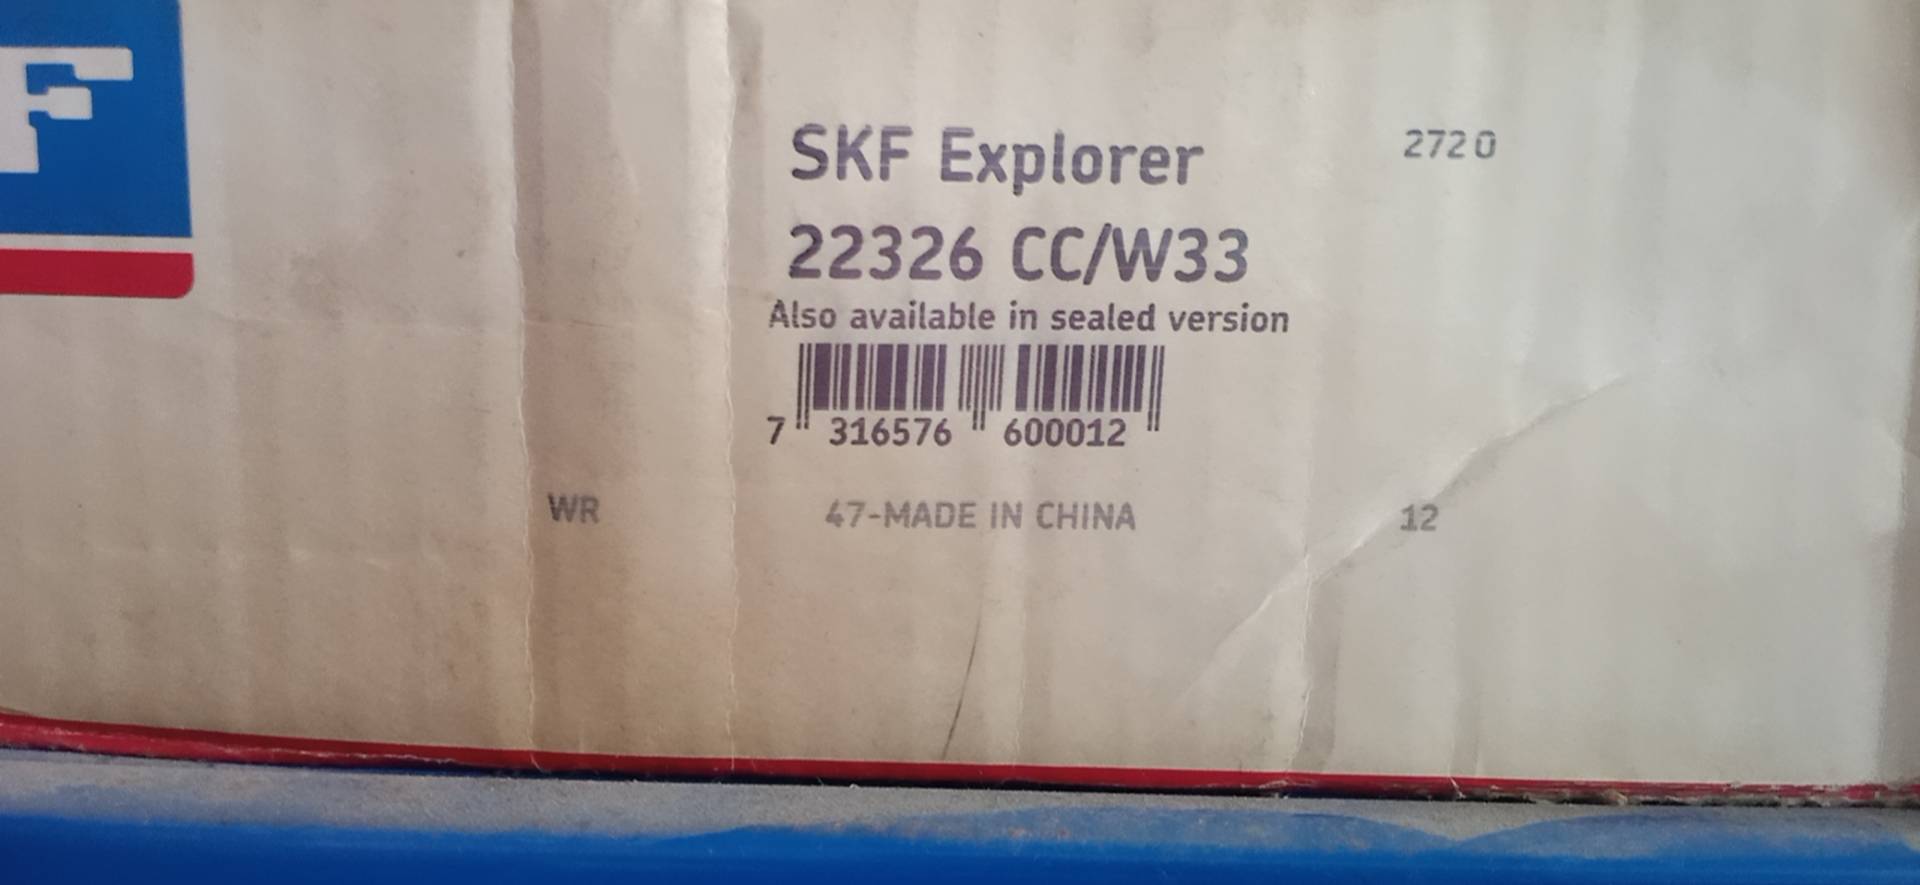 F
SKF Explorer
2720
22326 CC/W33
Also available in sealed version
7 316576 600012
WR
47-MADE IN CHINA
12